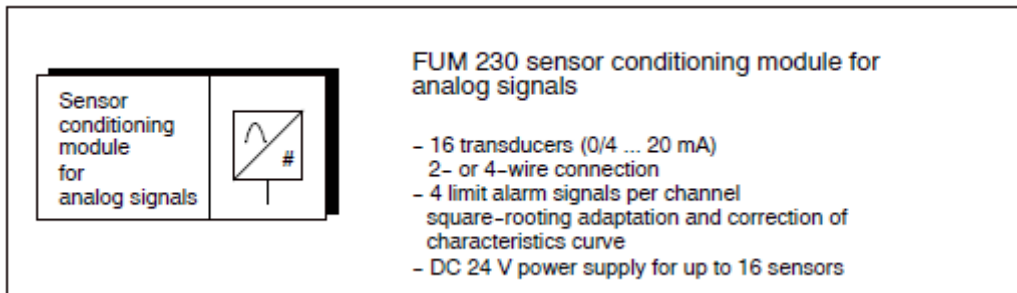 Sensor
conditioning
module
for
analog signals
#
FUM 230 sensor conditioning module for
analog signals
- 16 transducers (0/4 ... 20 mA)
2- or 4-wire connection
- 4 limit alarm signals per channel
square-rooting adaptation and correction of
characteristics curve
- DC 24 V power supply for up to 16 sensors